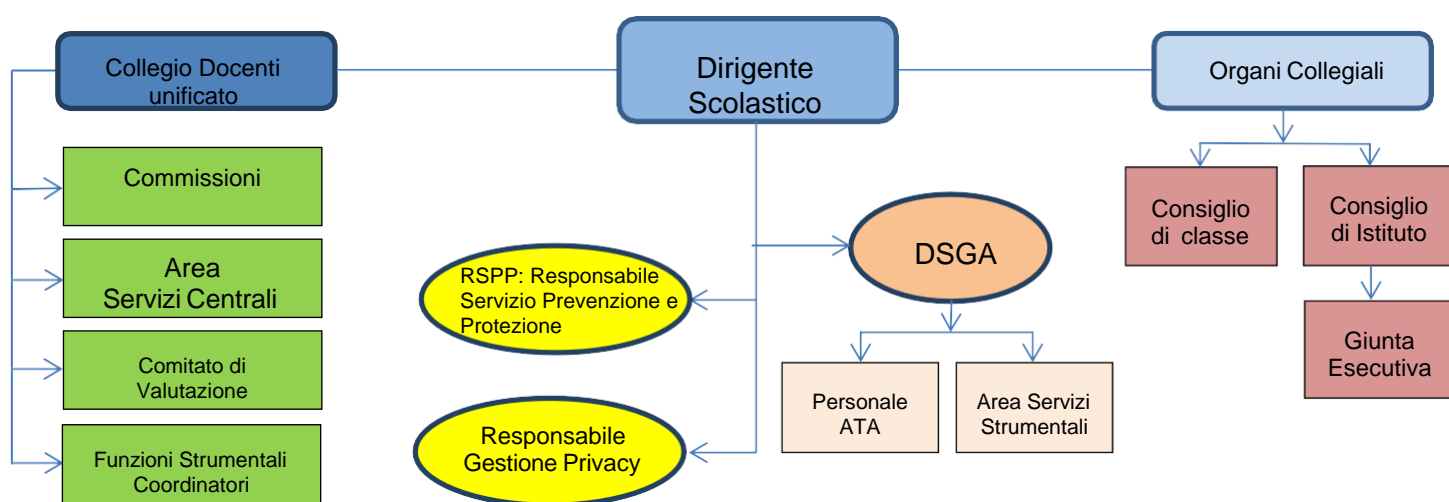 Collegio Docenti
unificato
Dirigente
Scolastico
Organi Collegiali
Commissioni
Area
Servizi Centrali
Comitato di
Valutazione
Funzioni Strumentali
Coordinatori
RSPP: Responsabile
Servizio Prevenzione e
Protezione
Responsabile
Gestione Privacy
DSGA
Personale
ATA
Area Servizi
Strumentali
Consiglio
di classe
Consiglio
di Istituto
Giunta
Esecutiva